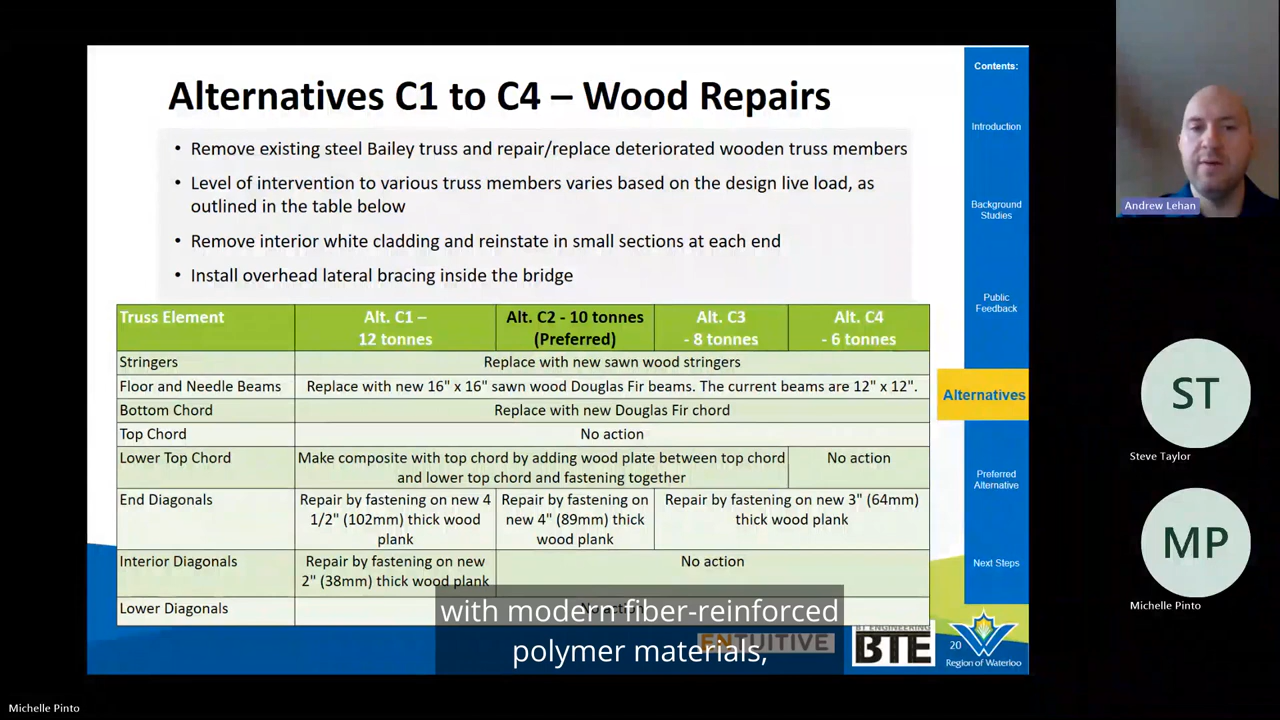 Alternatives C1 to C4 – Wood Repairs
• Remove existing steel Bailey truss and repair/replace deteriorated wooden truss members
• Level of intervention to various truss members varies based on the design live load, as
outlined in the table below
• Remove interior white cladding and reinstate in small sections at each end
• Install overhead lateral bracing inside the bridge
Truss Element
Alt. C1 –
12 tonnes
Alt. C2 - 10 tonnes
(Preferred)
Alt. C3
- 8 tonnes
Alt. C4
- 6 tonnes
Stringers
Replace with new sawn wood stringers
Floor and Needle Beams
Replace with new 16" x 16" sawn wood Douglas Fir beams. The current beams are 12" x 12".
Bottom Chord
Replace with new Douglas Fir chord
Top Chord
No action
Lower Top Chord
Make composite with top chord by adding wood plate between top chord
and lower top chord and fastening together
No action
End Diagonals
Repair by fastening on new 4
1/2" (102mm) thick wood
plank
Repair by fastening on
new 4" (89mm) thick
wood plank
Repair by fastening on new 3" (64mm)
thick wood plank
Interior Diagonals
Repair by fastening on new
2" (38mm) thick wood plank
No action
Lower Diagonals
with modern fiber-reinforced
polymer materials,
ENTUITIVE
BT ENGINEERING
BTE
20
Region of Waterloo
Contents:
Introduction
Background
Studies
Public
Feedback
Alternatives
Preferred
Alternative
Next Steps
Andrew Lehan
ST
Steve Taylor
MP
Michelle Pinto
Michelle Pinto